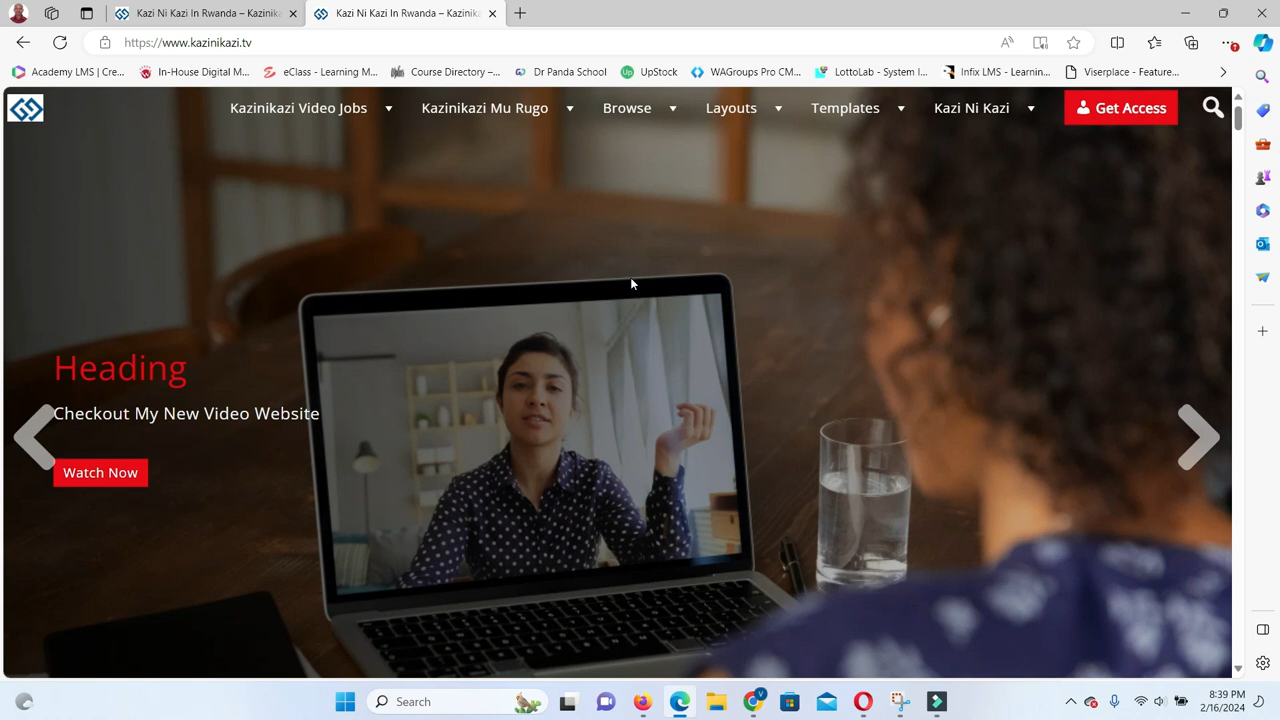 Kazi Ni Kazi In Rwanda – Kazinika
Kazi Ni Kazi In Rwanda – Kazinika
https://www.kazinikazi.tv
Academy LMS | Cre...
In-House Digital M...
eClass - Learning M...
Course Directory –...
Dr Panda School
UpStock
WAGroups Pro CM...
LottoLab - System I...
Infix LMS - Learnin...
Viserplace - Feature...
Kazinikazi Video Jobs
Kazinikazi Mu Rugo
Browse
Layouts
Templates
Kazi Ni Kazi
Get Access
Heading
Checkout My New Video Website
Watch Now
Search
8:39 PM
2/16/2024